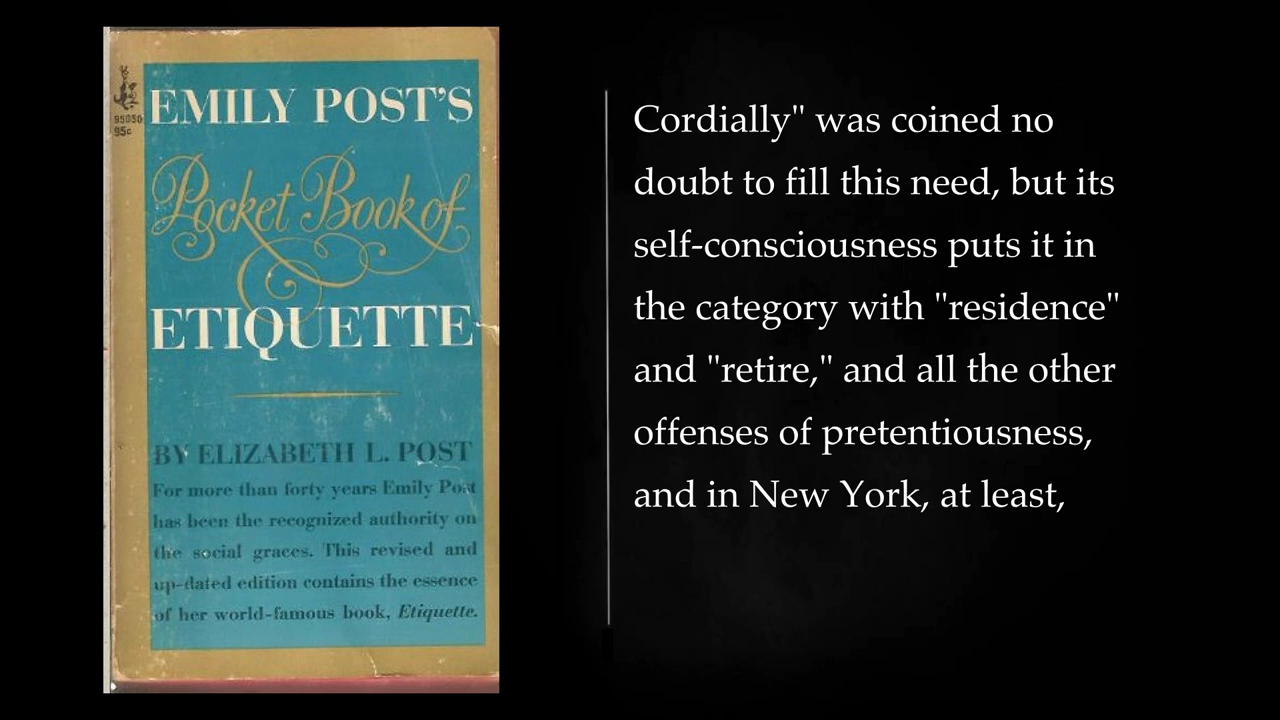 EMILY POST'S
95050
95c
Pocket Book of
ETIQUETTE
BY ELIZABETH L. POST
For more than forty years Emily Post
has been the recognized authority on
the social graces. This revised and
up-dated edition contains the essence
of her world-famous book, Etiquette.
Cordially" was coined no
doubt to fill this need, but its
self-consciousness puts it in
the category with "residence"
and "retire," and all the other
offenses of pretentiousness,
and in New York, at least,